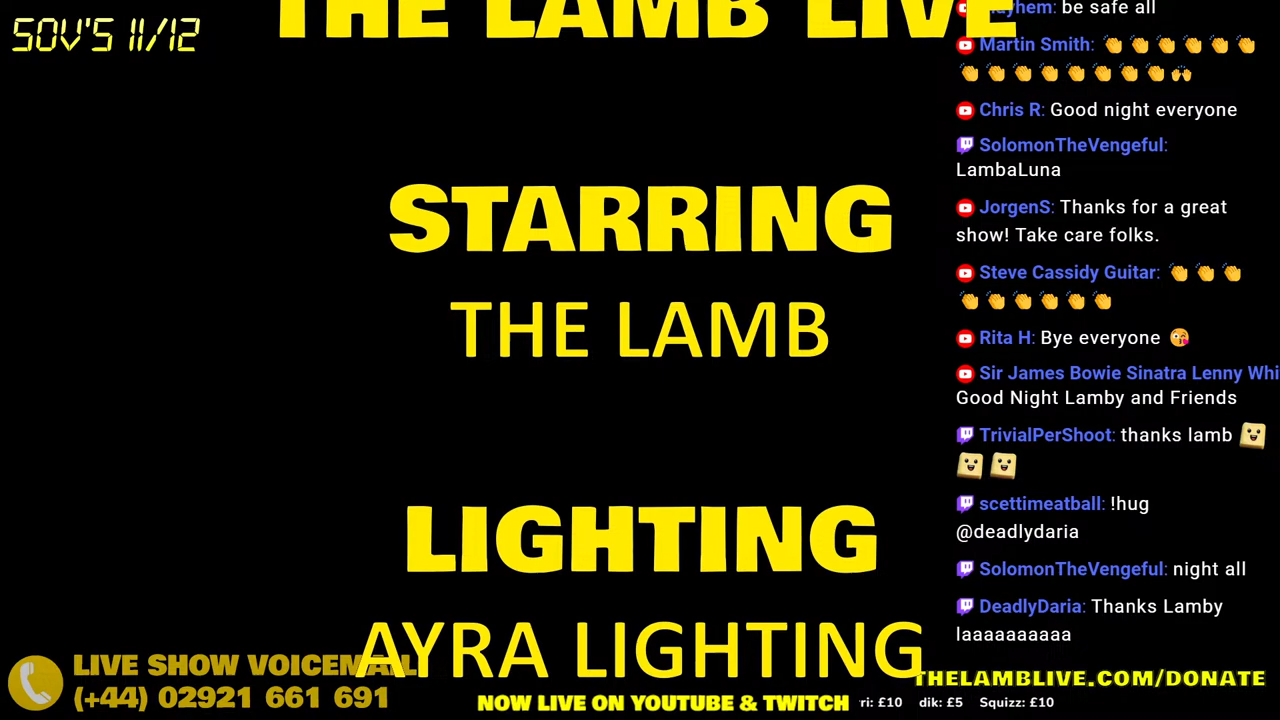 SOV'S 11/12
THE LAMB LIVE
STARRING
THE LAMB
LIGHTING
AYRA LIGHTING
LIVE SHOW VOICEMAIL
(+44) 02921 661 691
NOW LIVE ON YOUTUBE & TWITCH
ri: £10 dik: £5 Squizz: £10
THELAMBLIVE.COM/DONATE
be safe all
Martin Smith: 👏 👏 👏 👏 👏 👏
👏 👏 👏 👏 👏 👏 👏 👏 🙌
Chris R: Good night everyone
SolomonTheVengeful:
LambaLuna
JorgenS: Thanks for a great
show! Take care folks.
Steve Cassidy Guitar: 👏 👏 👏
👏 👏 👏 👏 👏 👏
Rita H: Bye everyone 😘
Sir James Bowie Sinatra Lenny Whi
Good Night Lamby and Friends
TrivialPerShoot: thanks lamb
scettimeatball: !hug
@deadlydaria
SolomonTheVengeful: night all
DeadlyDaria: Thanks Lamby
laaaaaaaaaa